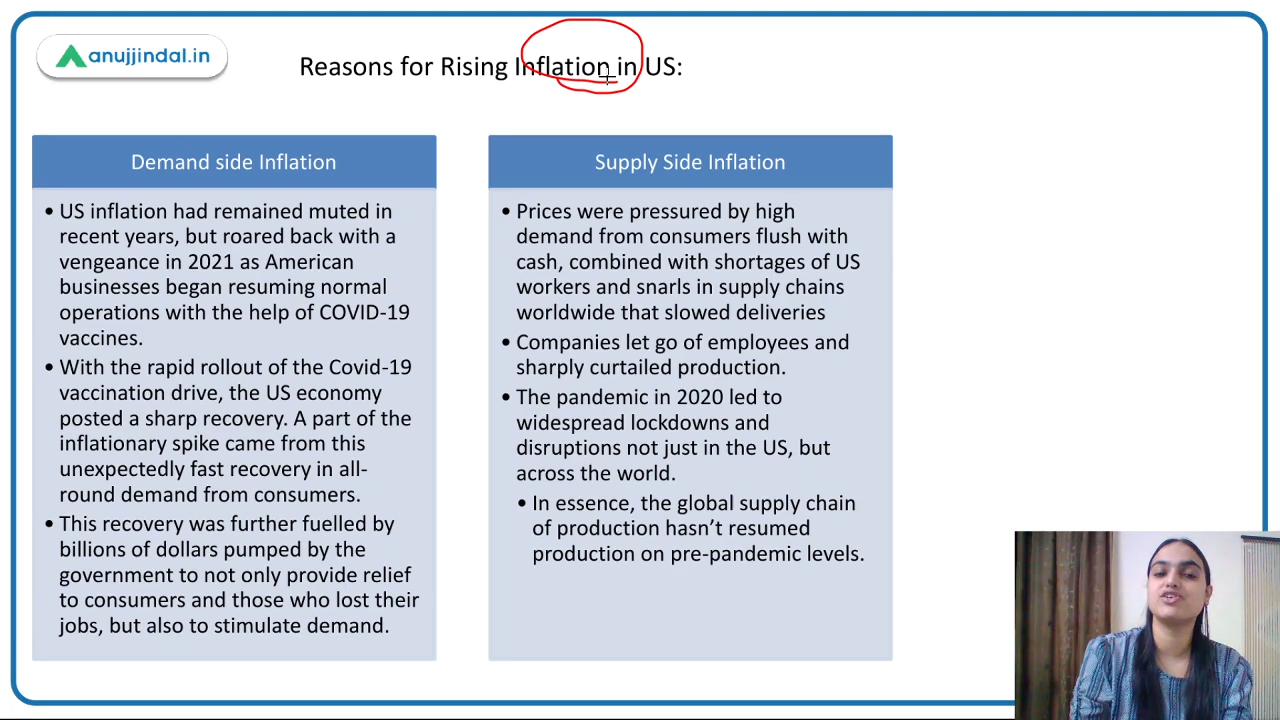 anujjindal.in
Reasons for Rising Inflation in US:
Demand side Inflation
• US inflation had remained muted in
recent years, but roared back with a
vengeance in 2021 as American
businesses began resuming normal
operations with the help of COVID-19
vaccines.
• With the rapid rollout of the Covid-19
vaccination drive, the US economy
posted a sharp recovery. A part of the
inflationary spike came from this
unexpectedly fast recovery in all-
round demand from consumers.
• This recovery was further fuelled by
billions of dollars pumped by the
government to not only provide relief
to consumers and those who lost their
jobs, but also to stimulate demand.
Supply Side Inflation
• Prices were pressured by high
demand from consumers flush with
cash, combined with shortages of US
workers and snarls in supply chains
worldwide that slowed deliveries
• Companies let go of employees and
sharply curtailed production.
• The pandemic in 2020 led to
widespread lockdowns and
disruptions not just in the US, but
across the world.
• In essence, the global supply chain
of production hasn’t resumed
production on pre-pandemic levels.